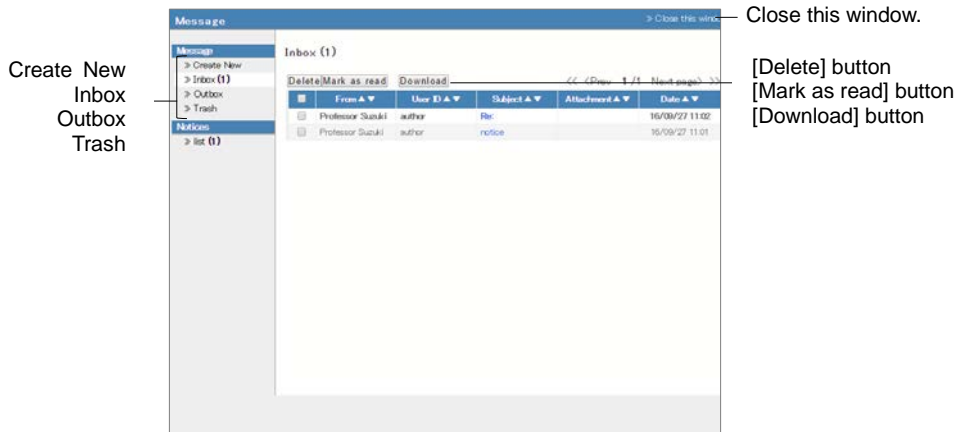 Message
» Close this wind
Close this window.
Message
» Create New
» Inbox (1)
» Outbox
» Trash
Notices
» list (1)
Create New
Inbox
Outbox
Trash
Inbox (1)
Delete Mark as read Download
<< <Prev 1 /1 Next page> >>
From▲▼ User ID▲▼ Subject▲▼ Attachment▲▼ Date▲▼
Professor Suzuki author Re: 16/09/27 11:02
Professor Suzuki author notice 16/09/27 11:01
[Delete] button
[Mark as read] button
[Download] button